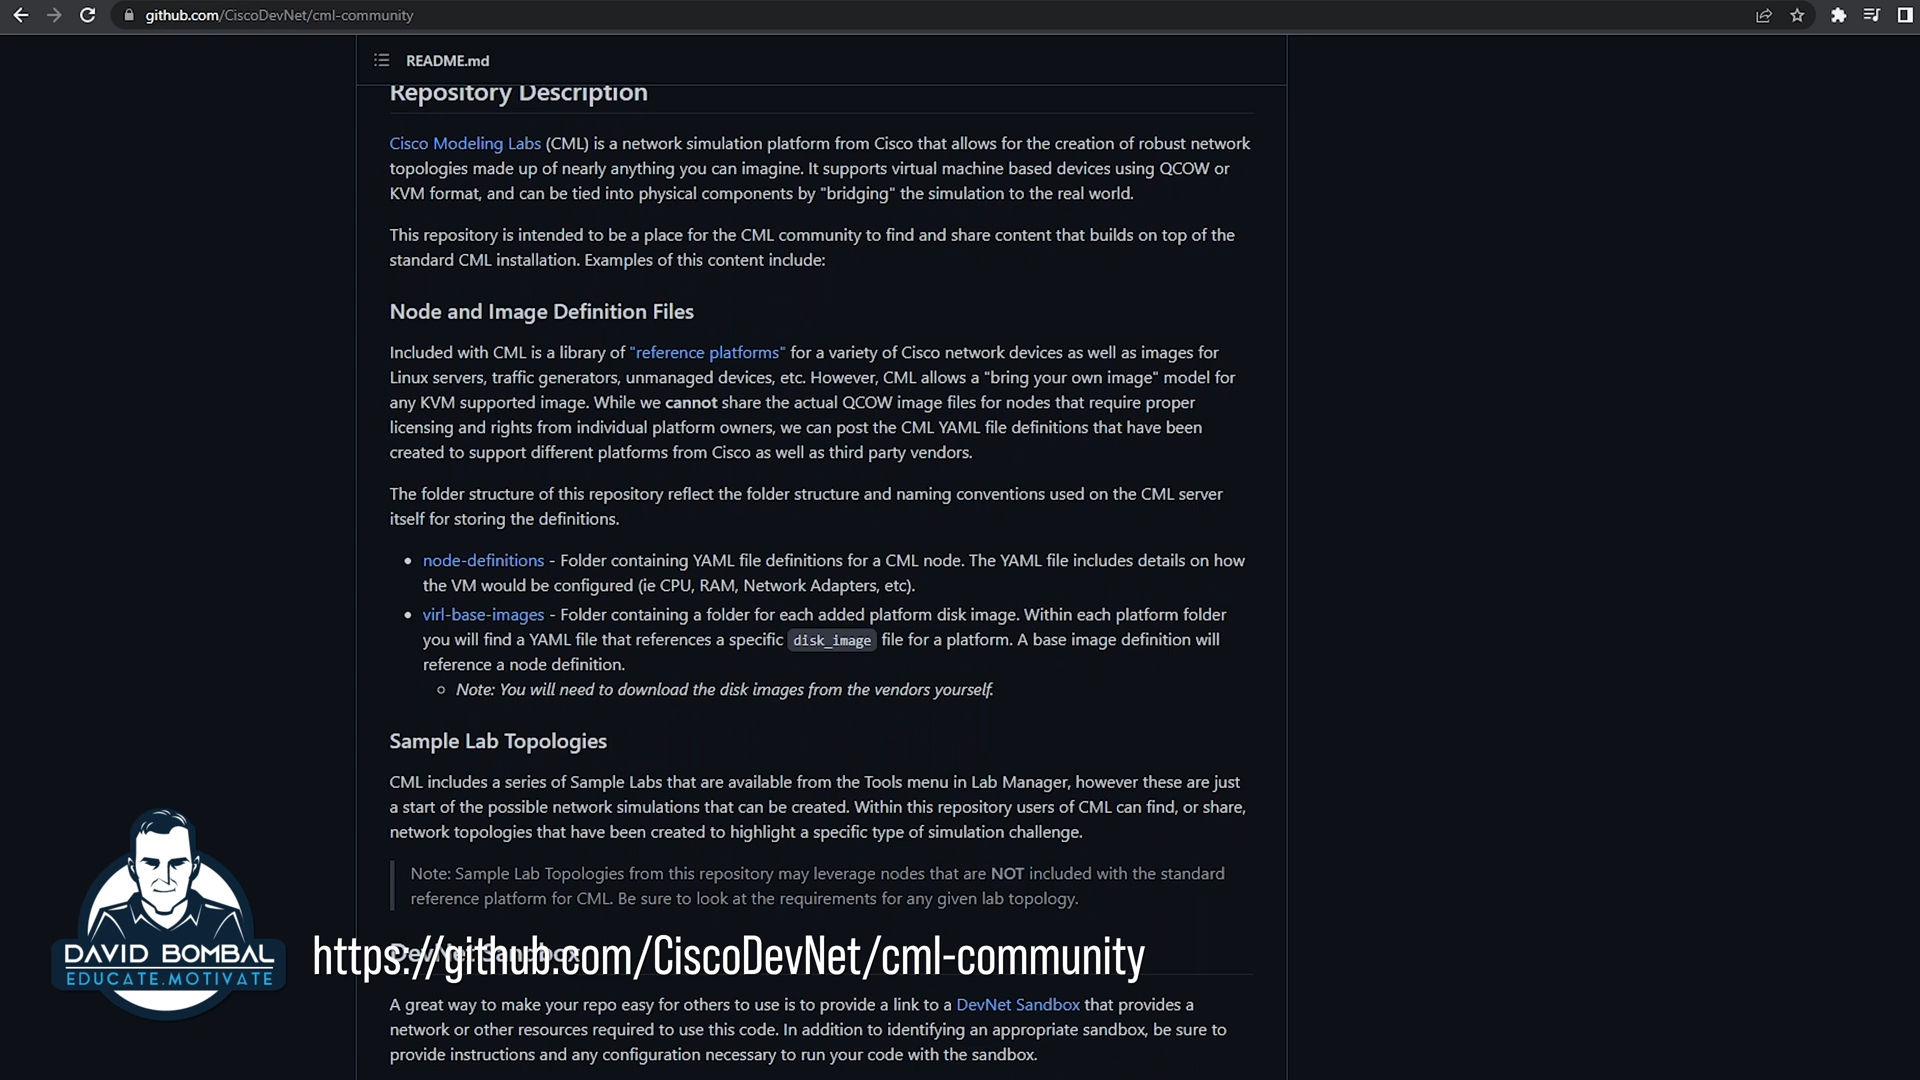 github.com/CiscoDevNet/cml-community
README.md
Repository Description
Cisco Modeling Labs (CML) is a network simulation platform from Cisco that allows for the creation of robust network
topologies made up of nearly anything you can imagine. It supports virtual machine based devices using QCOW or
KVM format, and can be tied into physical components by "bridging" the simulation to the real world.
This repository is intended to be a place for the CML community to find and share content that builds on top of the
standard CML installation. Examples of this content include:
Node and Image Definition Files
Included with CML is a library of "reference platforms" for a variety of Cisco network devices as well as images for
Linux servers, traffic generators, unmanaged devices, etc. However, CML allows a "bring your own image" model for
any KVM supported image. While we cannot share the actual QCOW image files for nodes that require proper
licensing and rights from individual platform owners, we can post the CML YAML file definitions that have been
created to support different platforms from Cisco as well as third party vendors.
The folder structure of this repository reflect the folder structure and naming conventions used on the CML server
itself for storing the definitions.
• node-definitions - Folder containing YAML file definitions for a CML node. The YAML file includes details on how
the VM would be configured (ie CPU, RAM, Network Adapters, etc).
• virl-base-images - Folder containing a folder for each added platform disk image. Within each platform folder
you will find a YAML file that references a specific disk_image file for a platform. A base image definition will
reference a node definition.
○ Note: You will need to download the disk images from the vendors yourself.
Sample Lab Topologies
CML includes a series of Sample Labs that are available from the Tools menu in Lab Manager, however these are just
a start of the possible network simulations that can be created. Within this repository users of CML can find, or share,
network topologies that have been created to highlight a specific type of simulation challenge.
Note: Sample Lab Topologies from this repository may leverage nodes that are NOT included with the standard
reference platform for CML. Be sure to look at the requirements for any given lab topology.
DevNet Sandbox
A great way to make your repo easy for others to use is to provide a link to a DevNet Sandbox that provides a
network or other resources required to use this code. In addition to identifying an appropriate sandbox, be sure to
provide instructions and any configuration necessary to run your code with the sandbox.
DAVID BOMBAL
EDUCATE.MOTIVATE
https://github.com/CiscoDevNet/cml-community